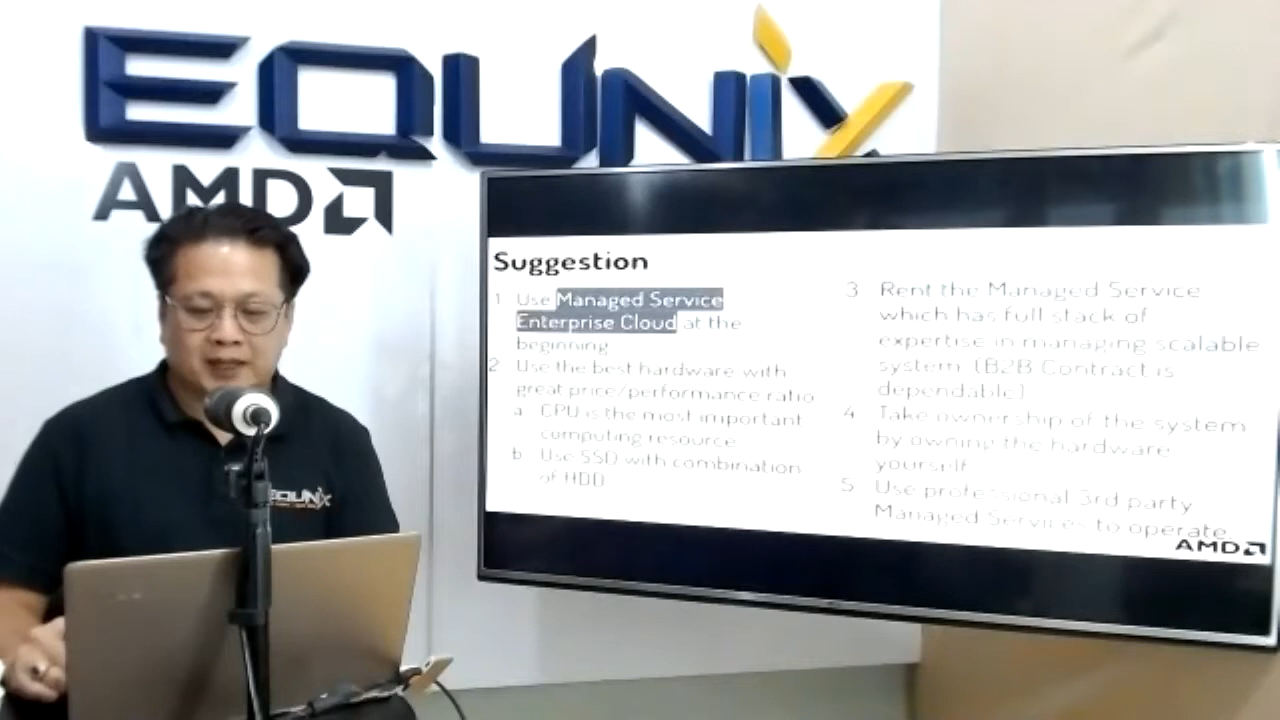 EQUNIX
AMD
Suggestion
1 Use Managed Service
Enterprise Cloud at the
beginning
2 Use the best hardware with
great price/performance ratio
a. CPU is the most important
computing resource
b. Use SSD with combination
of HDD
3 Rent the Managed Service
which has full stack of
expertise in managing scalable
system (B2B Contract is
dependable)
4 Take ownership of the system
by owning the hardware
yourself
5 Use professional 3rd party
Managed Services to operate
AMD
EQUNIX